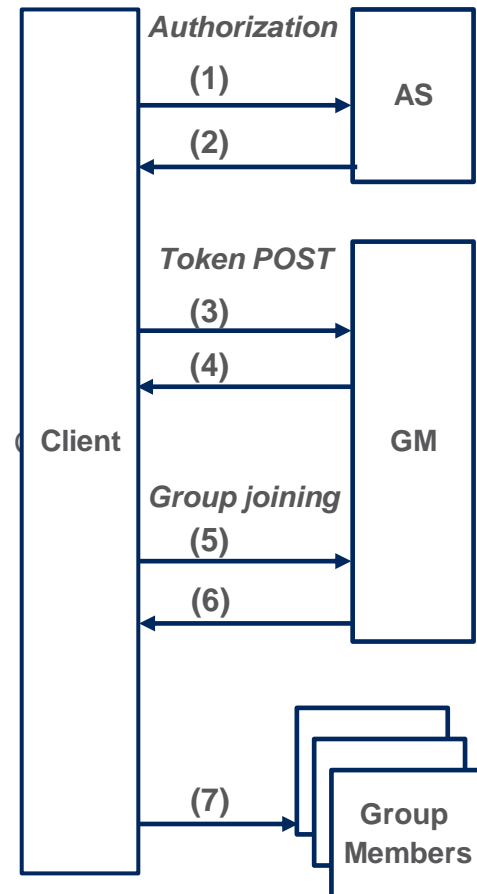 Authorization
(1)
AS
(2)
Token POST
(3)
(4)
Client
GM
Group joining
(5)
(6)
(7)
Group
Members